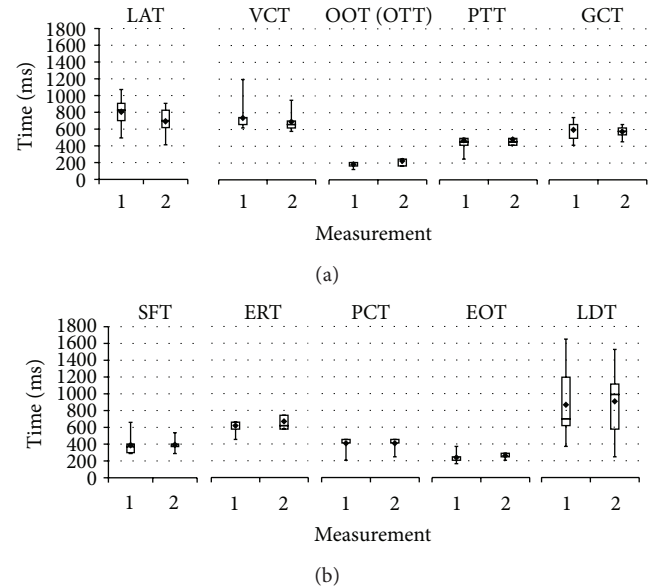 LAT VCT OOT (OTT) PTT GCT
1800
1600
1400
1200
1000
800
600
400
200
0
Time (ms)
1 2 1 2 1 2 1 2 1 2
Measurement
(a)
SFT ERT PCT EOT LDT
1800
1600
1400
1200
1000
800
600
400
200
0
Time (ms)
1 2 1 2 1 2 1 2 1 2
Measurement
(b)